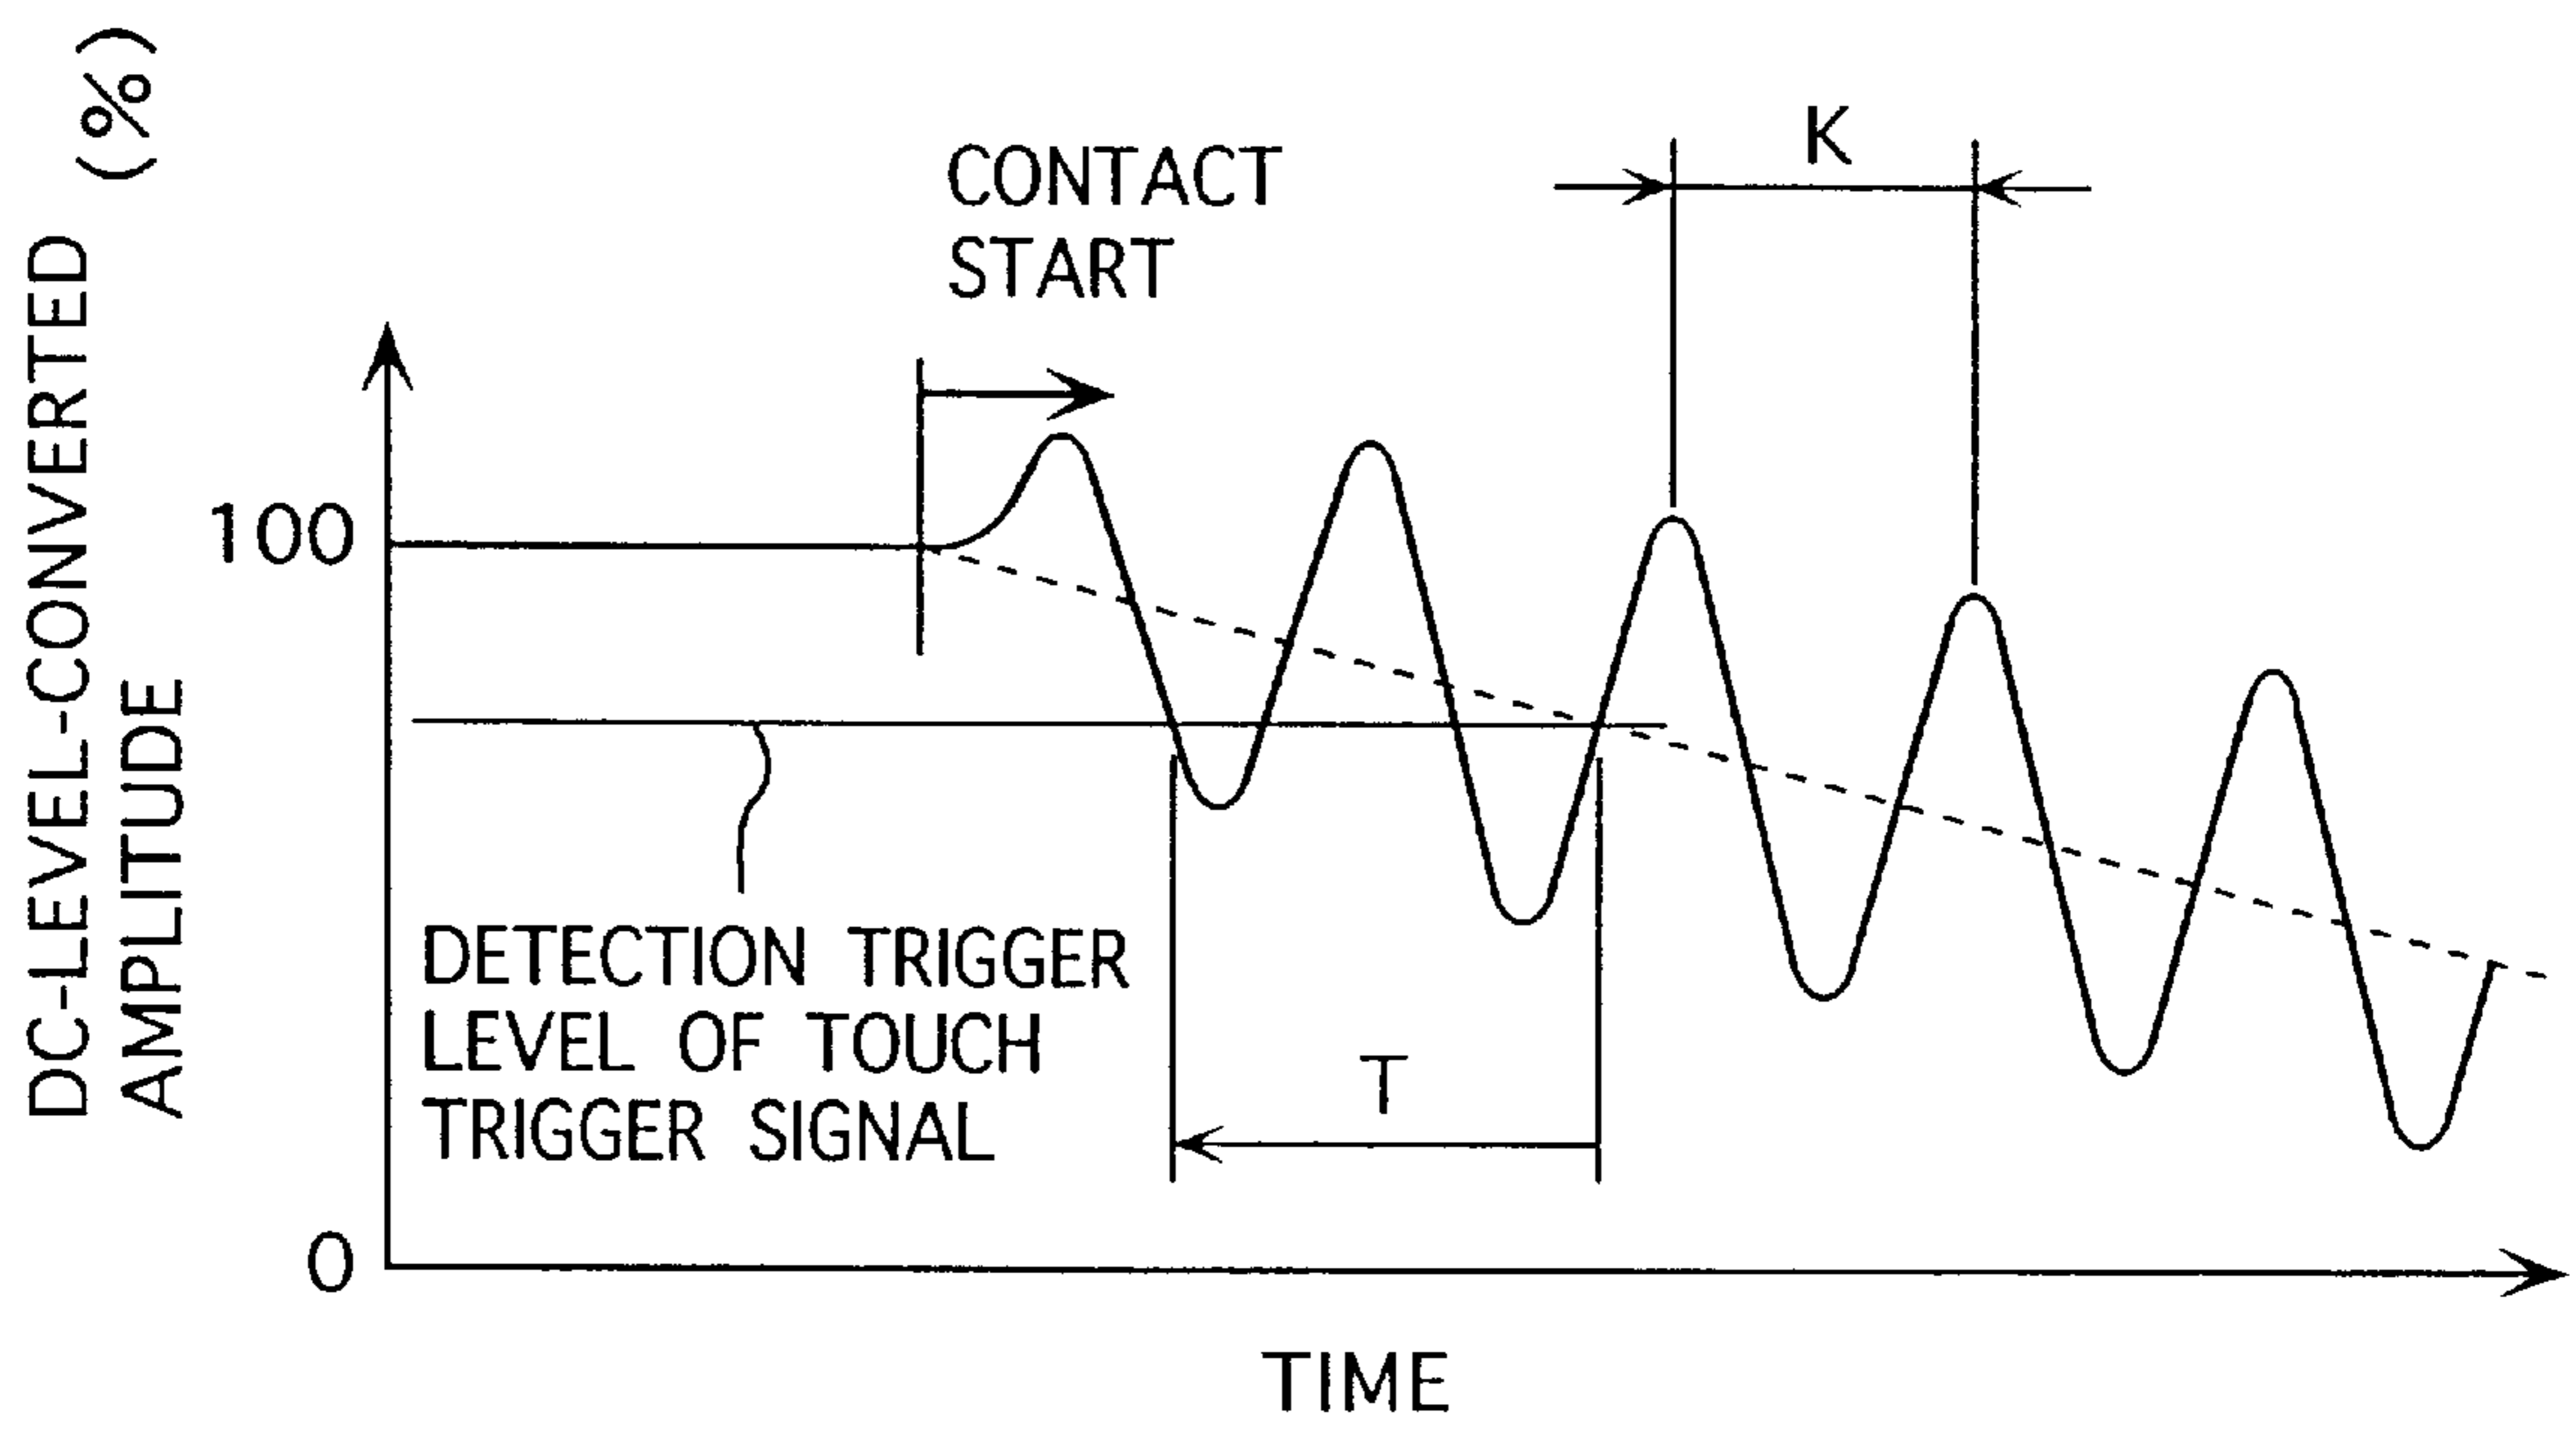 DC-LEVEL-CONVERTED (%)
AMPLITUDE
CONTACT
START
K
100
DETECTION TRIGGER
LEVEL OF TOUCH
TRIGGER SIGNAL
T
0
TIME